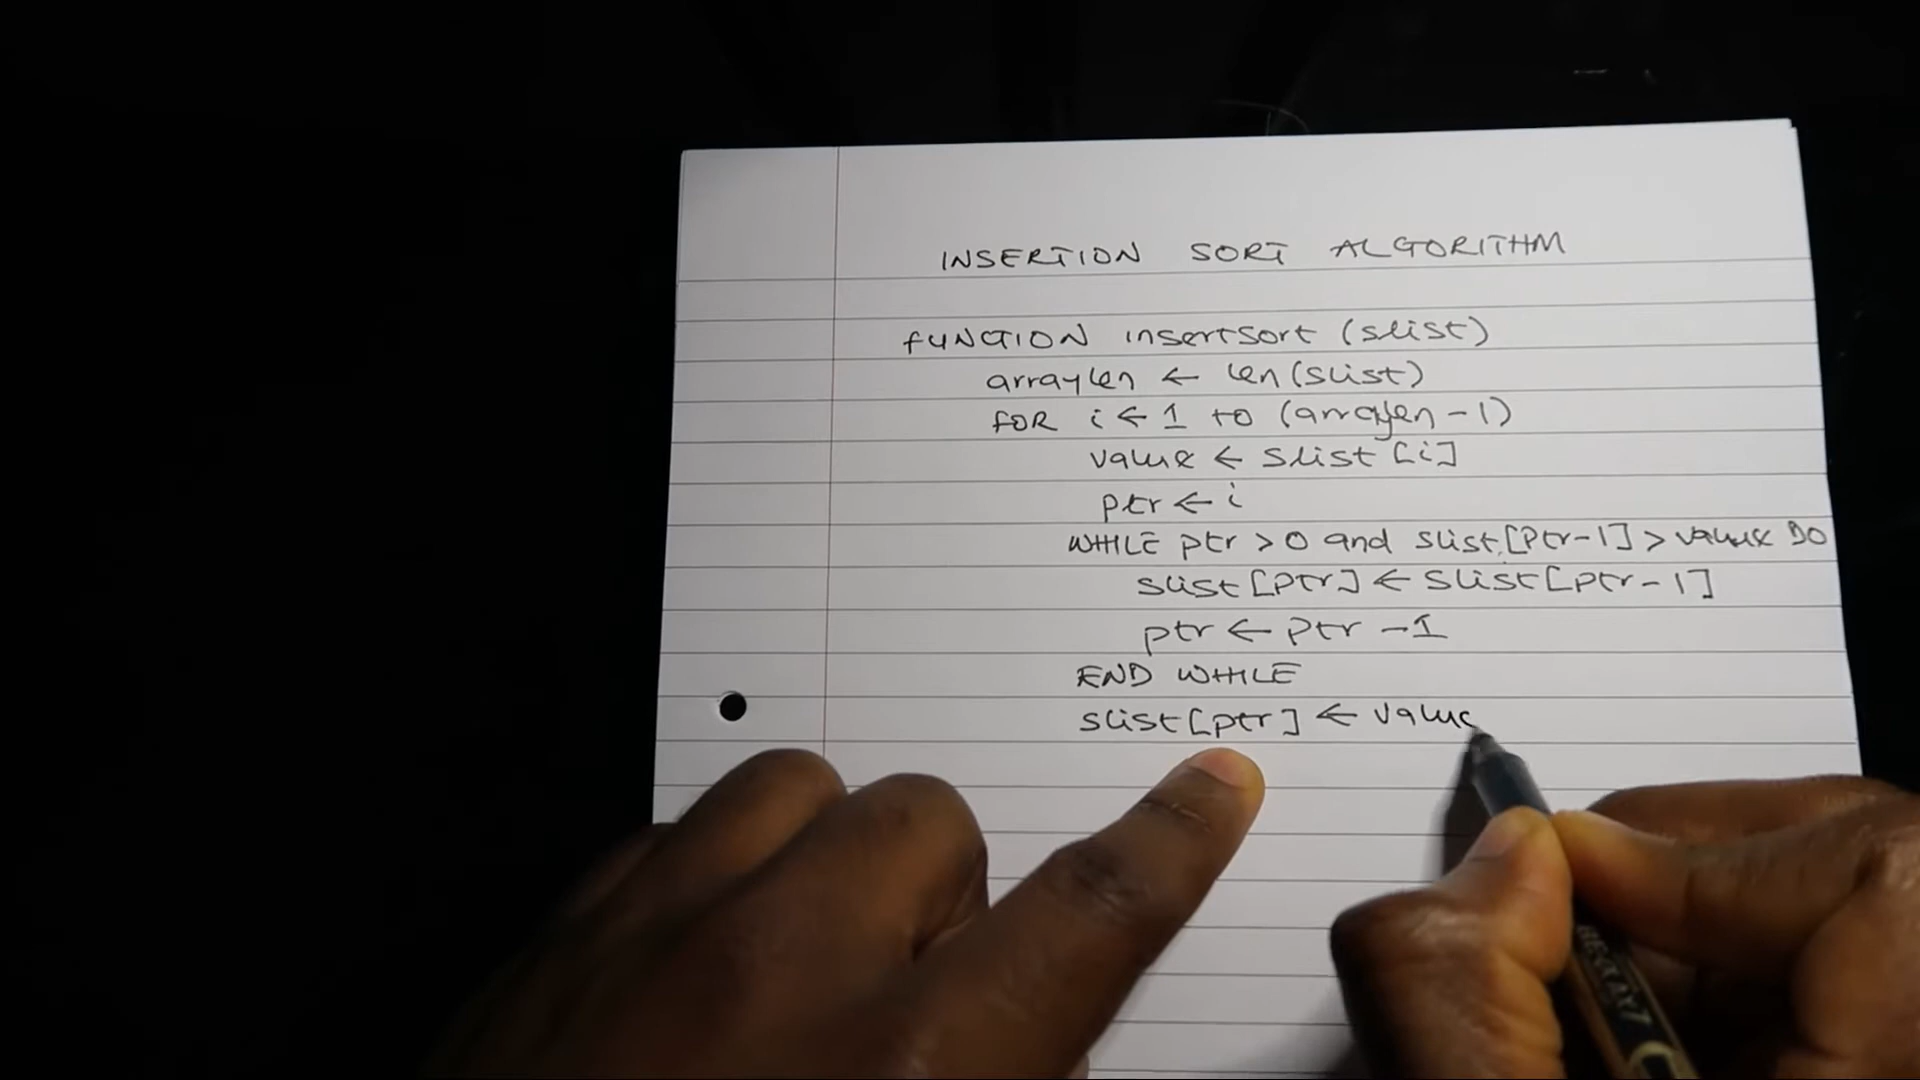 INSERTION SORT ALGORITHM
FUNCTION insertsort (slist)
arraylen ← len(slist)
FOR i ← 1 to (arraylen - 1)
value ← slist [i]
ptr ← i
WHILE ptr > 0 and slist[Ptr-1] > value DO
slist [Ptr] ← slist[ptr - 1]
ptr ← Ptr - 1
END WHILE
slist[ptr] ← value